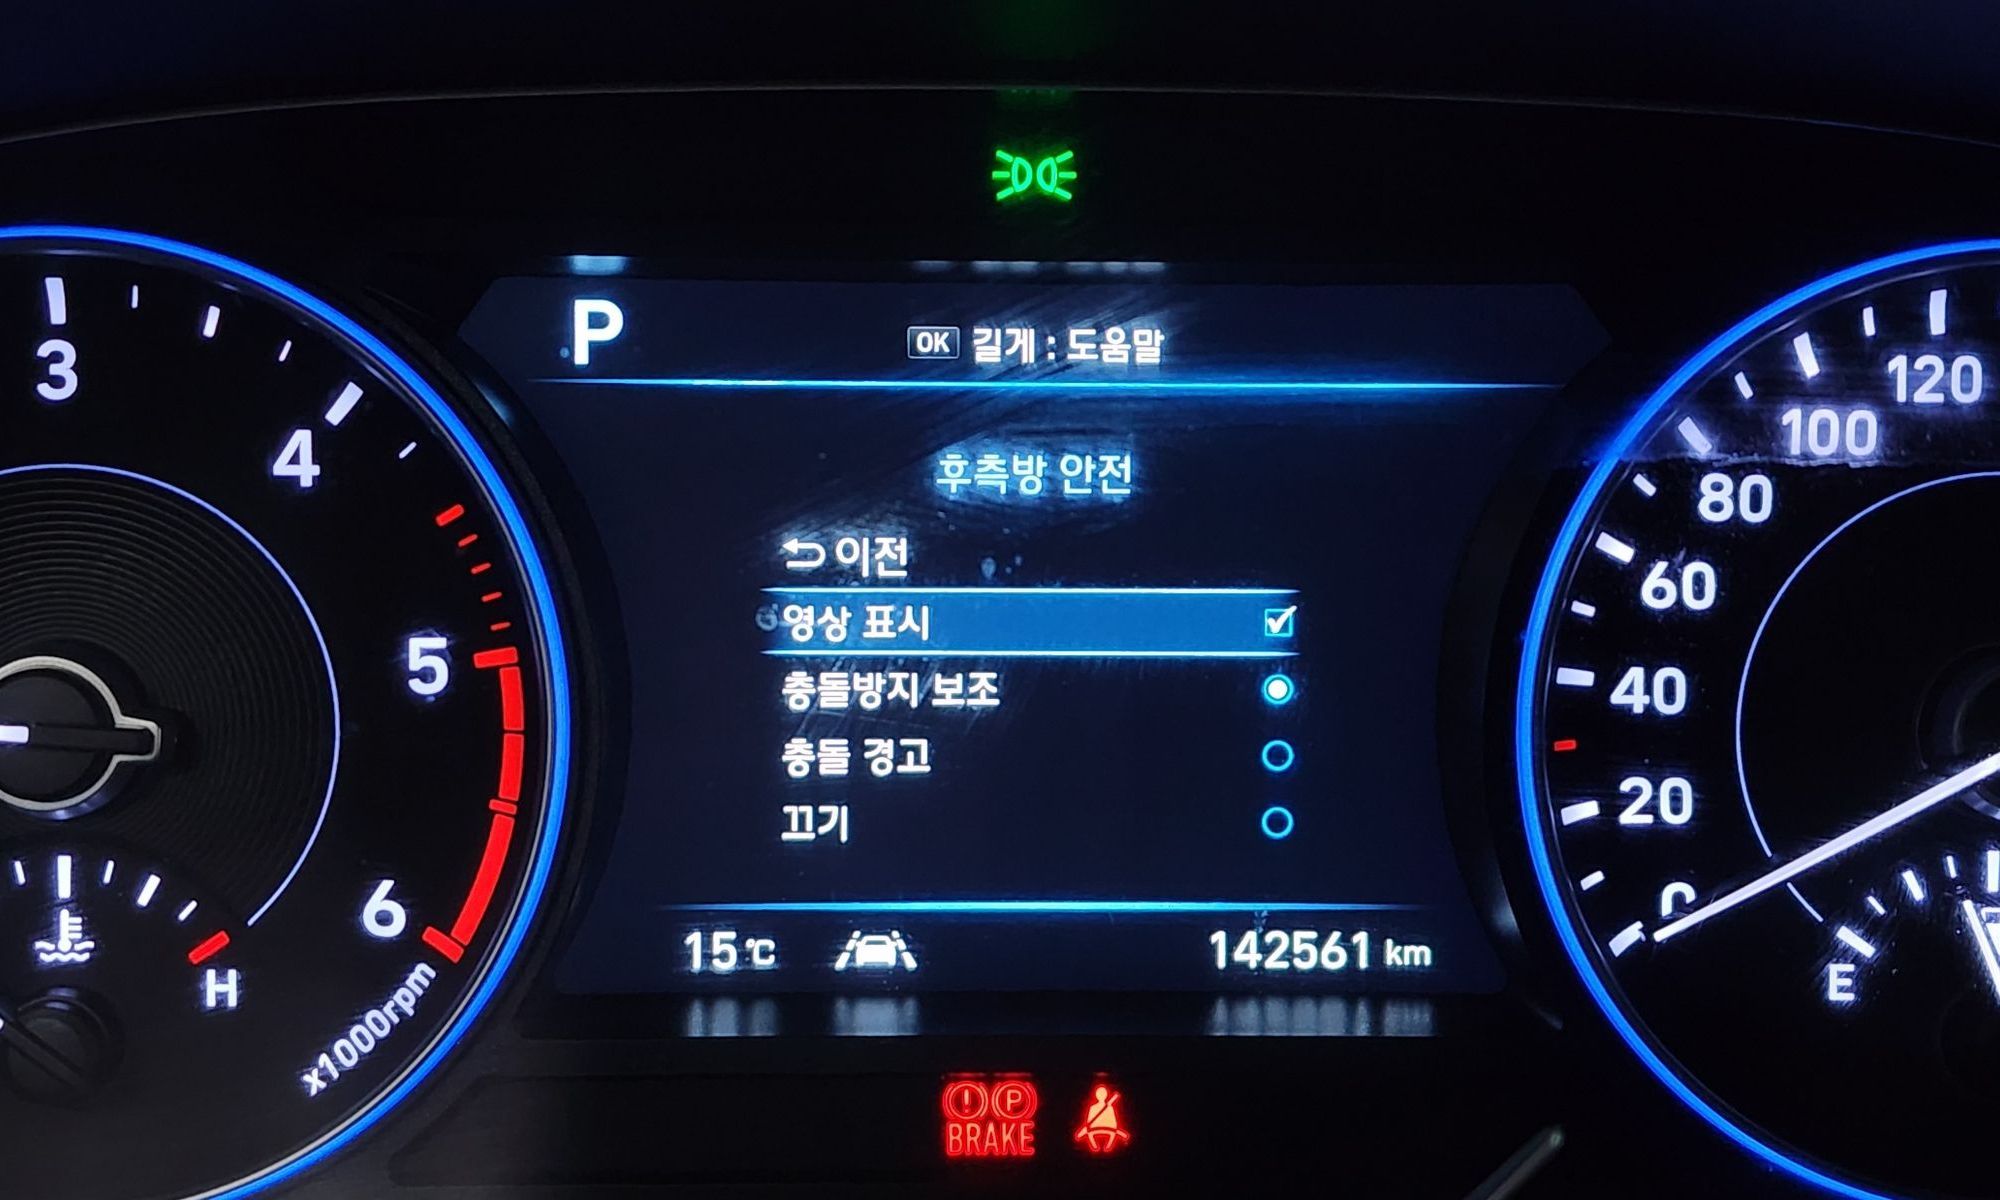 P
OK 길게 : 도움말
후측방 안전
이전
영상 표시
충돌방지 보조
충돌 경고
끄기
15℃
142561 km
3
4
5
6
x1000rpm
H
120
100
80
60
40
20
0
E
BRAKE
P